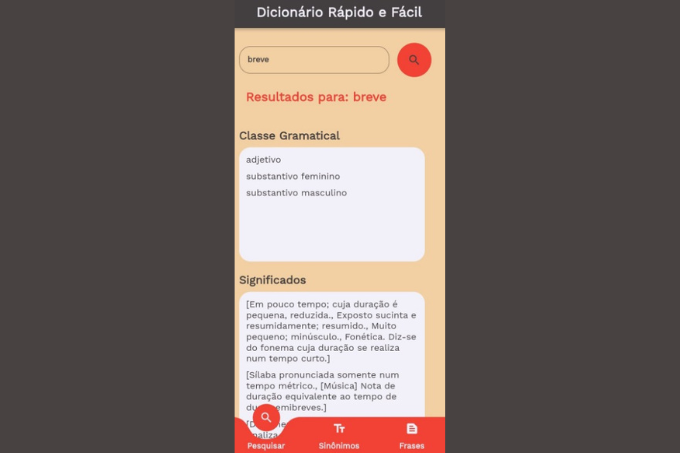 Dicionário Rápido e Fácil
breve
Resultados para: breve
Classe Gramatical
adjetivo
substantivo feminino
substantivo masculino
Significados
[Em pouco tempo; cuja duração é
pequena, reduzida., Exposto sucinta e
resumidamente; resumido., Muito
pequeno; minúsculo., Fonética. Diz-se
do fonema cuja duração se realiza
num tempo curto.]
[Sílaba pronunciada somente num
tempo métrico., [Música] Nota de
duração equivalente ao tempo de
semibreves.]
Pesquisar
Sinônimos
Frases